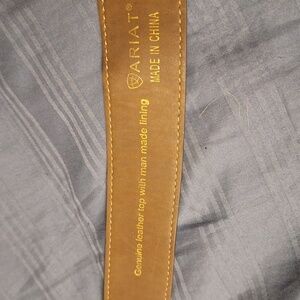 ARIAT®
MADE IN CHINA
Genuine leather top with man made lining